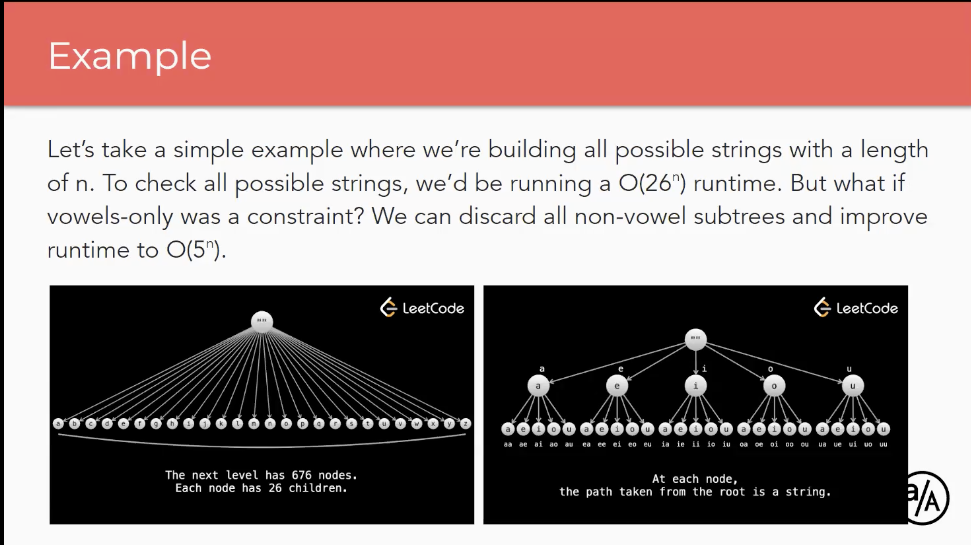 Example
Let's take a simple example where we're building all possible strings with a length
of n. To check all possible strings, we'd be running a O(26ⁿ) runtime. But what if
vowels-only was a constraint? We can discard all non-vowel subtrees and improve
runtime to O(5ⁿ).
LeetCode
""
a b c d e f g h i j k l m n o p q r s t u v w x y z
The next level has 676 nodes.
Each node has 26 children.
LeetCode
""
a e i o u
a e i o u
a e i o u a e i o u a e i o u a e i o u a e i o u
aa ae ai ao au ea ee ei eo eu ia ie ii io iu oa oe oi oo ou ua ue ui uo uu
At each node,
the path taken from the root is a string.
a/A